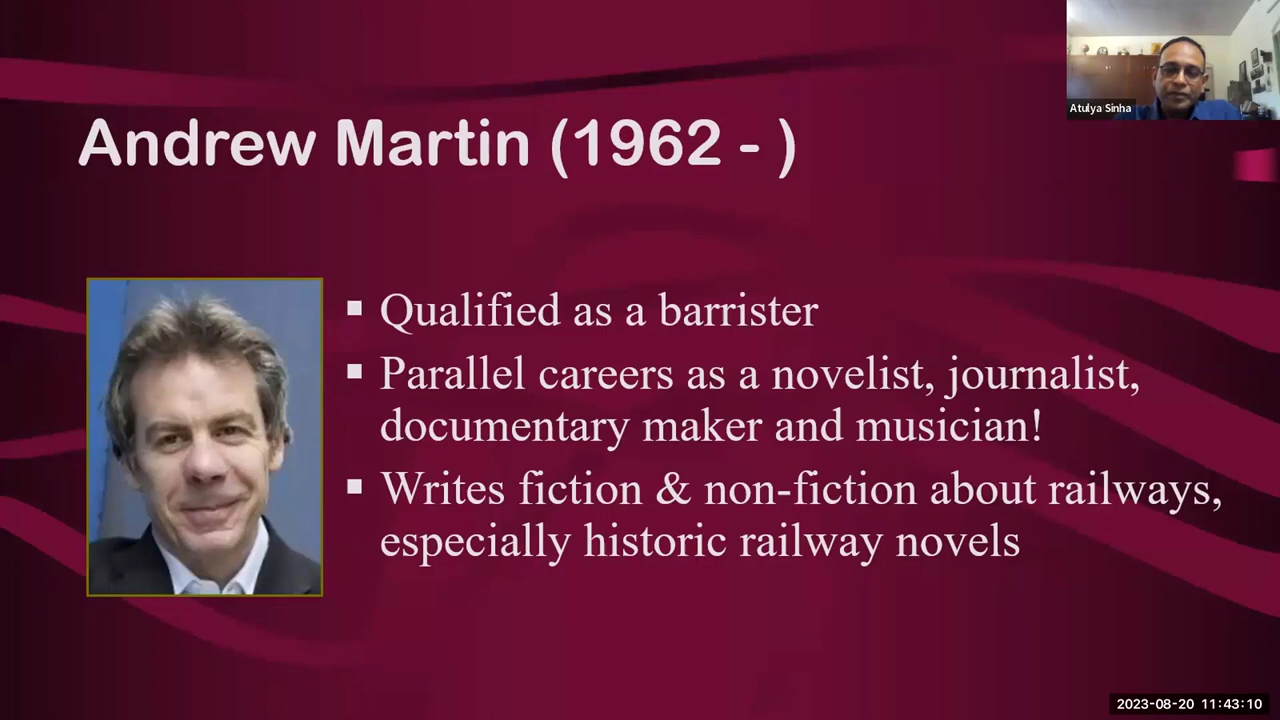 Atulya Sinha
Andrew Martin (1962 - )
▪ Qualified as a barrister
▪ Parallel careers as a novelist, journalist,
documentary maker and musician!
▪ Writes fiction & non-fiction about railways,
especially historic railway novels
2023-08-20 11:43:10